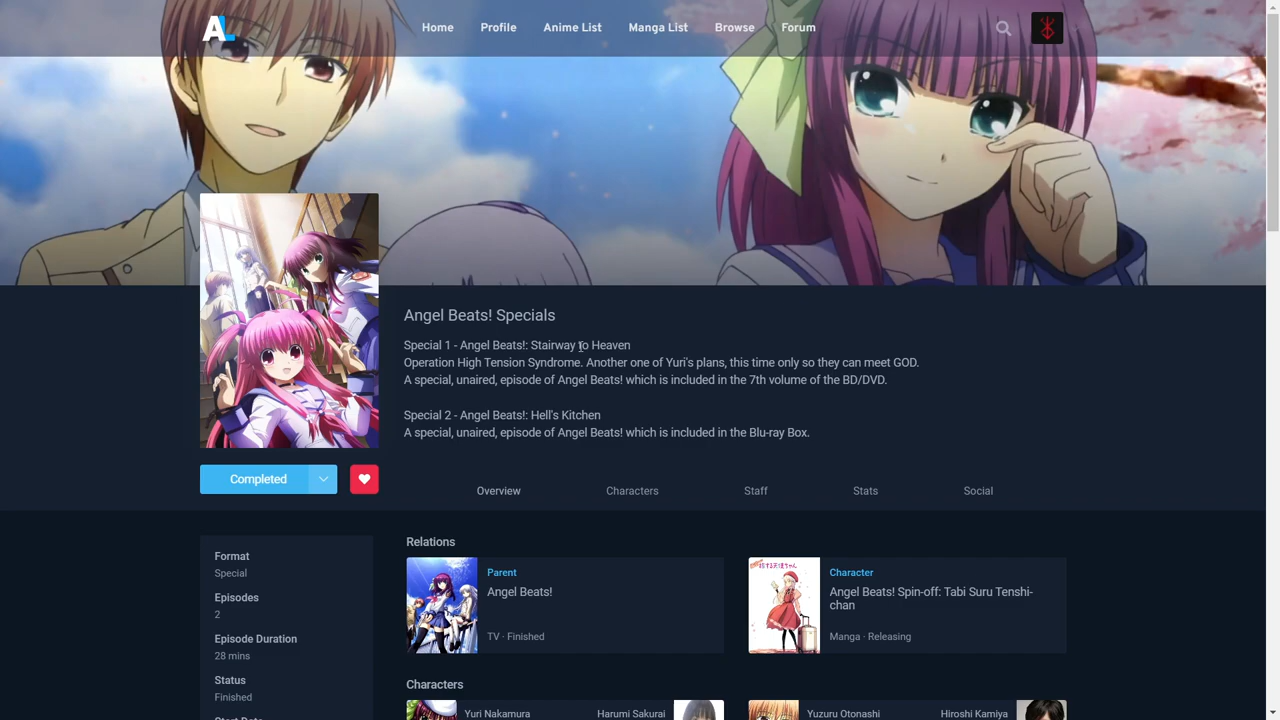 AL
Home
Profile
Anime List
Manga List
Browse
Forum
Angel Beats! Specials
Special 1 - Angel Beats!: Stairway to Heaven
Operation High Tension Syndrome. Another one of Yuri's plans, this time only so they can meet GOD.
A special, unaired, episode of Angel Beats! which is included in the 7th volume of the BD/DVD.
Special 2 - Angel Beats!: Hell's Kitchen
A special, unaired, episode of Angel Beats! which is included in the Blu-ray Box.
Completed
Overview
Characters
Staff
Stats
Social
Format
Special
Episodes
2
Episode Duration
28 mins
Status
Finished
Relations
Parent
Angel Beats!
TV · Finished
Character
Angel Beats! Spin-off: Tabi Suru Tenshi-
chan
Manga · Releasing
Characters
Yuri Nakamura
Harumi Sakurai
Yuzuru Otonashi
Hiroshi Kamiya